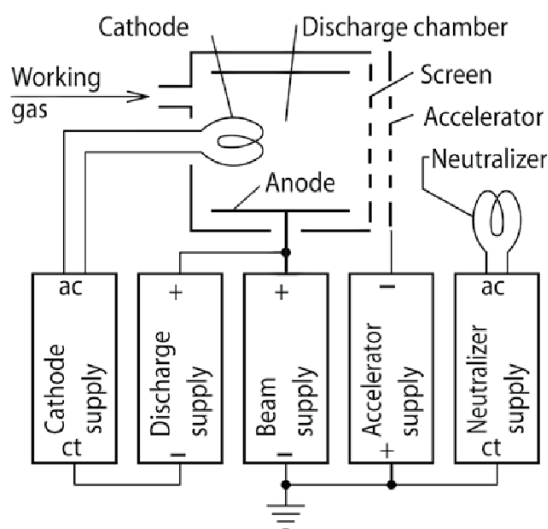 Cathode
Discharge chamber
Working
gas
Screen
Accelerator
Neutralizer
Anode
ac
Cathode
supply
ct
+
Discharge
supply
−
+
Beam
supply
−
−
Accelerator
supply
+
ac
Neutralizer
supply
ct